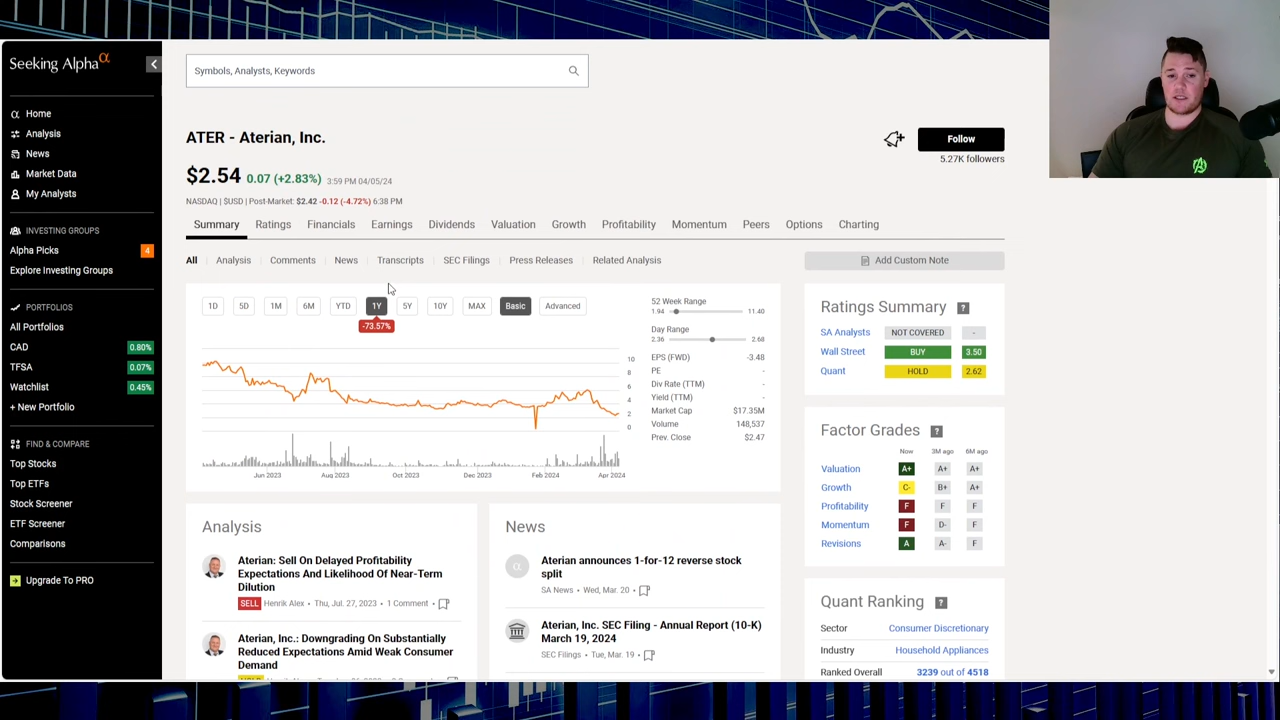 Seeking Alpha α
Home
Analysis
News
Market Data
My Analysts
INVESTING GROUPS
Alpha Picks 4
Explore Investing Groups
PORTFOLIOS
All Portfolios
CAD 0.80%
TFSA 0.07%
Watchlist 0.45%
+ New Portfolio
FIND & COMPARE
Top Stocks
Top ETFs
Stock Screener
ETF Screener
Comparisons
Upgrade To PRO
Symbols, Analysts, Keywords
ATER - Aterian, Inc.
Follow
5.27K followers
$2.54 0.07 (+2.83%) 3:59 PM 04/05/24
NASDAQ | $USD | Post-Market: $2.42 -0.12 (-4.72%) 6:38 PM
Summary Ratings Financials Earnings Dividends Valuation Growth Profitability Momentum Peers Options Charting
All Analysis Comments News Transcripts SEC Filings Press Releases Related Analysis
Add Custom Note
1D 5D 1M 6M YTD 1Y 5Y 10Y MAX Basic Advanced
-73.57%
10
8
6
4
2
0
Jun 2023 Aug 2023 Oct 2023 Dec 2023 Feb 2024 Apr 2024
52 Week Range
1.94 11.40
Day Range
2.36 2.68
EPS (FWD) -3.48
PE -
Div Rate (TTM) -
Yield (TTM) -
Market Cap $17.35M
Volume 148,537
Prev. Close $2.47
Ratings Summary ?
SA Analysts NOT COVERED -
Wall Street BUY 3.50
Quant HOLD 2.62
Factor Grades ?
Now 3M ago 6M ago
Valuation A+ A+ A+
Growth C- B+ A+
Profitability F F F
Momentum F D- F
Revisions A A- F
Quant Ranking ?
Sector Consumer Discretionary
Industry Household Appliances
Ranked Overall 3239 out of 4518
Analysis
Aterian: Sell On Delayed Profitability
Expectations And Likelihood Of Near-Term
Dilution
SELL Henrik Alex • Thu, Jul. 27, 2023 • 1 Comment •
Aterian, Inc.: Downgrading On Substantially
Reduced Expectations Amid Weak Consumer
Demand
News
Aterian announces 1-for-12 reverse stock
split
SA News • Wed, Mar. 20 •
Aterian, Inc. SEC Filing - Annual Report (10-K)
March 19, 2024
SEC Filings • Tue, Mar. 19 •